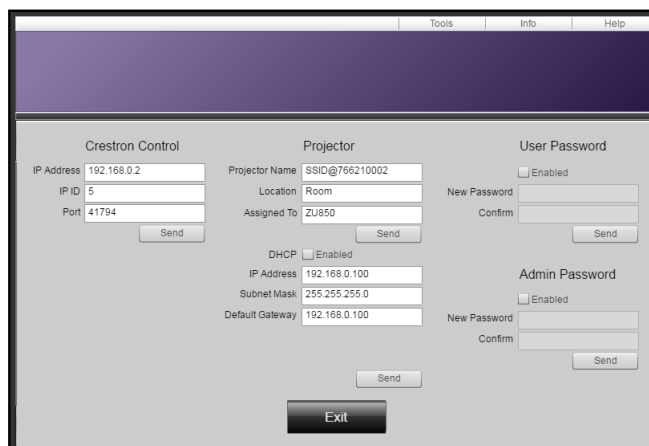 Tools Info Help
Crestron Control
IP Address 192.168.0.2
IP ID 5
Port 41794
Send
Projector
Projector Name SSID@766210002
Location Room
Assigned To ZU850
Send
DHCP Enabled
IP Address 192.168.0.100
Subnet Mask 255.255.255.0
Default Gateway 192.168.0.100
Send
User Password
Enabled
New Password
Confirm
Send
Admin Password
Enabled
New Password
Confirm
Send
Exit